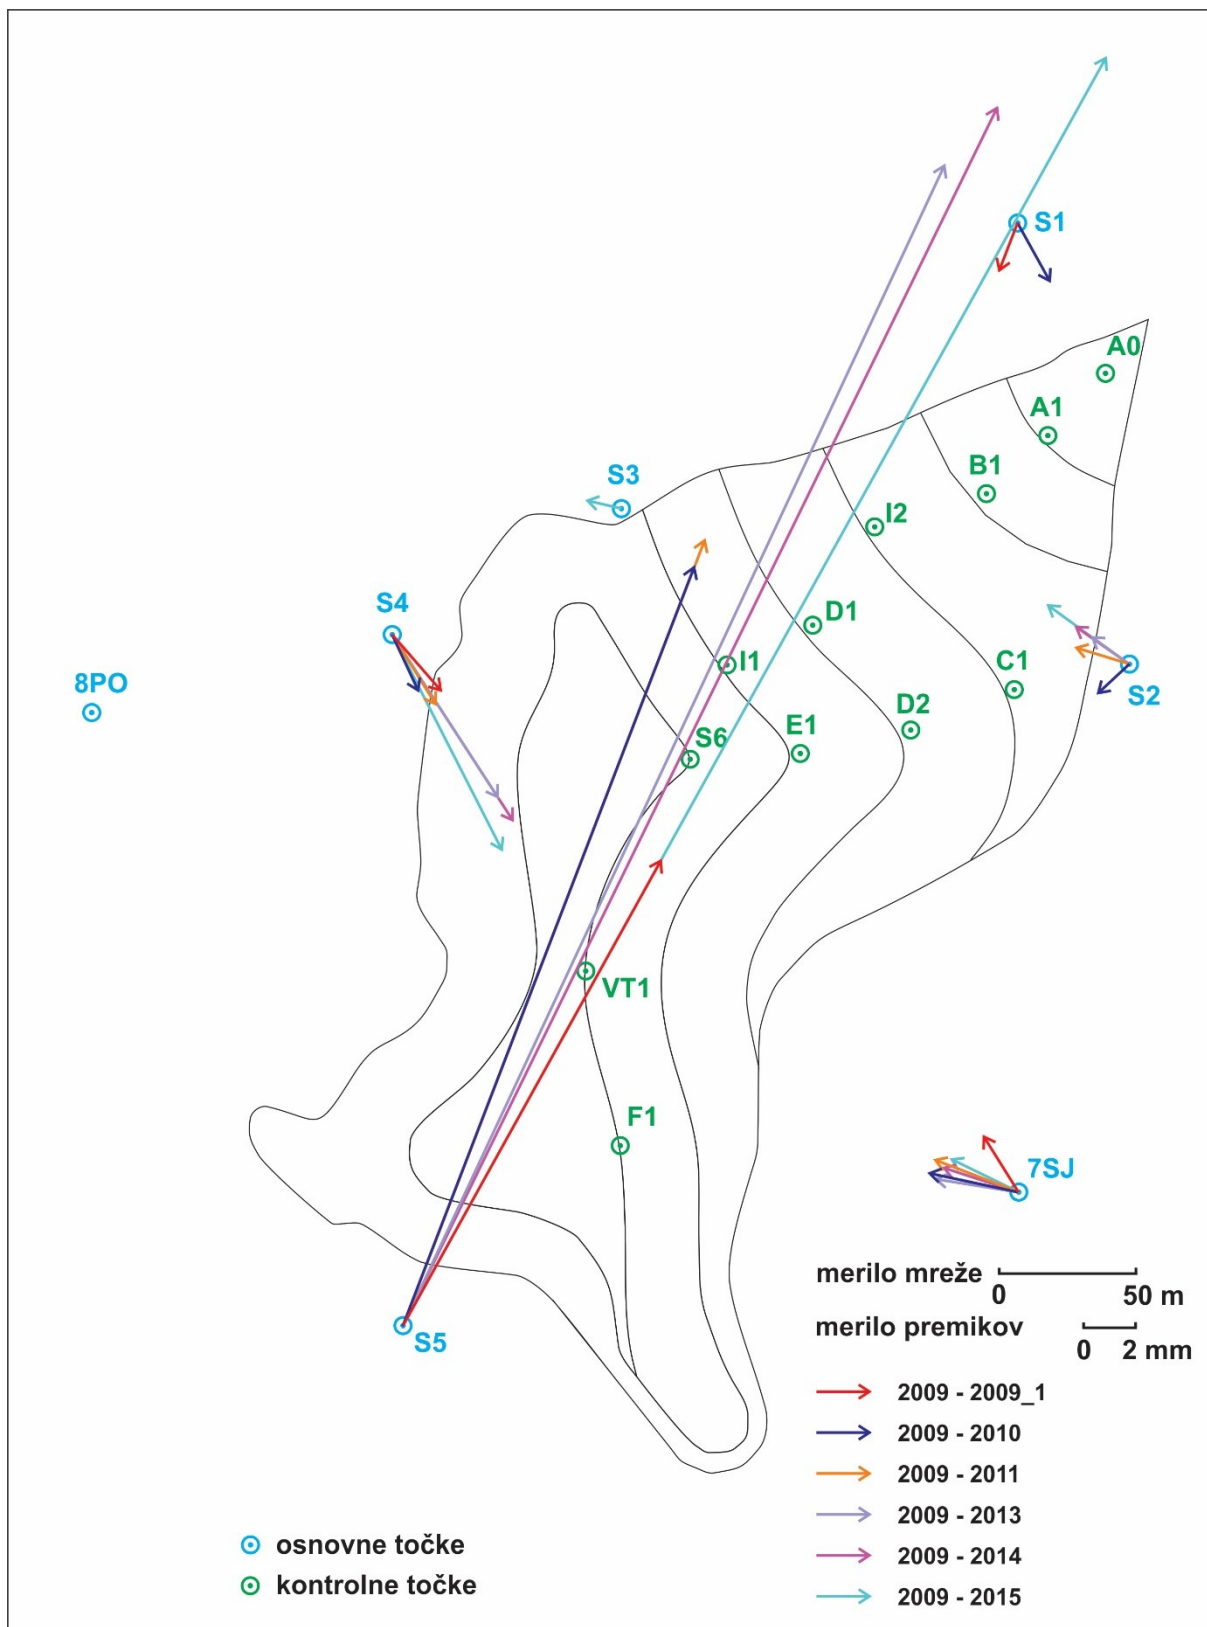 S1
A0
A1
B1
S3
I2
S4
D1
I1
C1
8PO
S2
D2
E1
S6
VT1
F1
7SJ
S5
merilo mreže
0 50 m
merilo premikov
0 2 mm
2009 - 2009_1
2009 - 2010
2009 - 2011
2009 - 2013
2009 - 2014
2009 - 2015
osnovne točke
kontrolne točke